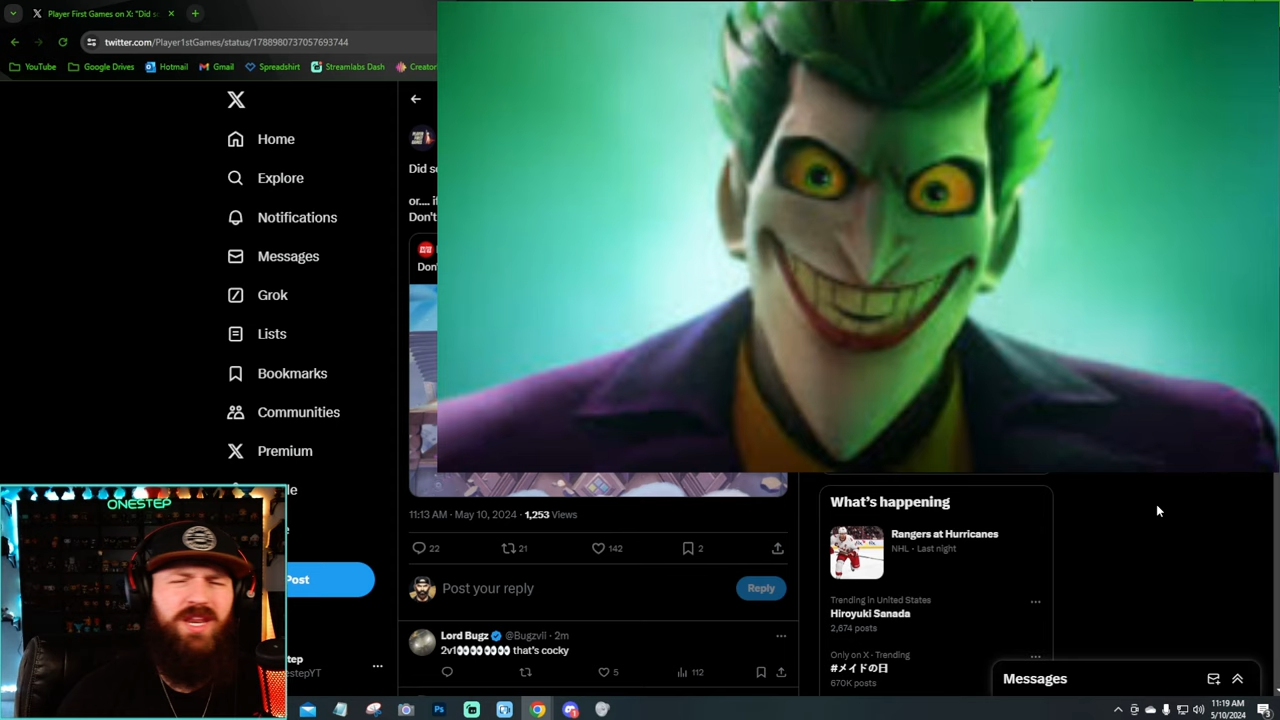 Player First Games on X: "Did s
twitter.com/Player1stGames/status/1788980737057693744
YouTube
Google Drives
Hotmail
Gmail
Spreadshirt
Streamlabs Dash
Creator
Home
Explore
Notifications
Messages
Grok
Lists
Bookmarks
Communities
Premium
Post
Did s
or.... i
Don't
Don'
11:13 AM · May 10, 2024 · 1,253 Views
22
21
142
2
Post your reply
Reply
Lord Bugz @Bugzvii · 2m
2v1👀👀👀👀 that's cocky
5
112
What's happening
Rangers at Hurricanes
NHL · Last night
Trending in United States
Hiroyuki Sanada
2,674 posts
Only on X · Trending
#メイドの日
670K posts
Messages
ONESTEP
tep
nestepYT
11:19 AM
5/10/2024